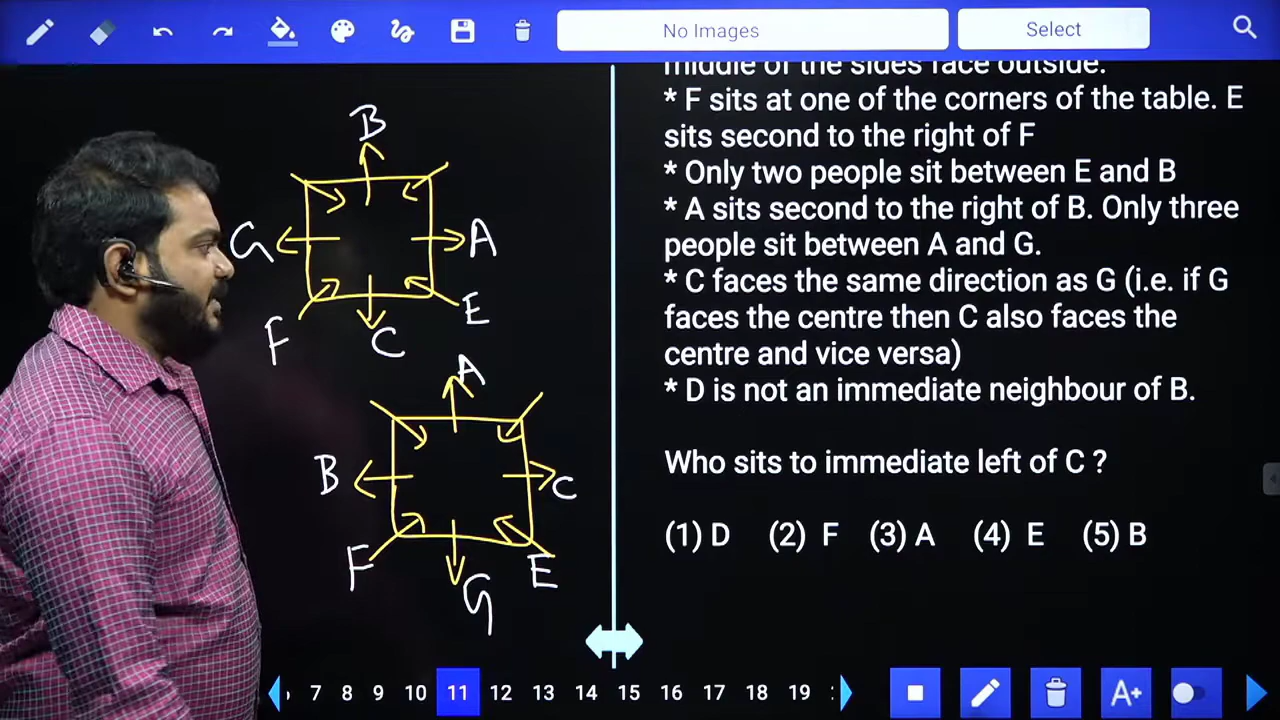 No Images
Select
middle of the sides face outside.
* F sits at one of the corners of the table. E
sits second to the right of F
* Only two people sit between E and B
* A sits second to the right of B. Only three
people sit between A and G.
* C faces the same direction as G (i.e. if G
faces the centre then C also faces the
centre and vice versa)
* D is not an immediate neighbour of B.
Who sits to immediate left of C ?
(1) D (2) F (3) A (4) E (5) B
B
G A
F C E
A
B C
F G E
7 8 9 10 11 12 13 14 15 16 17 18 19
A+